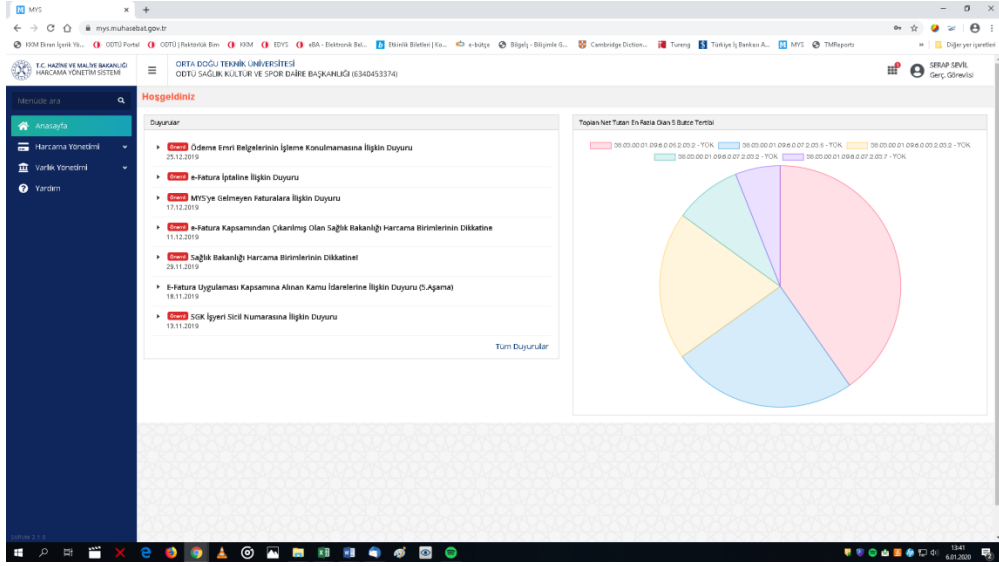 MYS
mys.muhasebat.gov.tr
KKM Ekran İçerik Yö... ODTÜ Portal ODTÜ | Rektörlük Bire KKM EDYS eBA - Elektronik Bel... Etkinlik Biletleri | Ko... e-bütçe Bilgeİş - Bilişimle G... Cambridge Diction... Tureng Türkiye İş Bankası A... MYS TMReports » Diğer yer işaretleri
T.C. HAZİNE VE MALİYE BAKANLIĞI
HARCAMA YÖNETİM SİSTEMİ
ORTA DOĞU TEKNİK ÜNİVERSİTESİ
ODTÜ SAĞLIK KÜLTÜR VE SPOR DAİRE BAŞKANLIĞI (6340453374)
SERAP SEVİL
Gerç. Görevlisi
Menüde ara
Anasayfa
Harcama Yönetimi
Varlık Yönetimi
Yardım
Hoşgeldiniz
Duyurular
Önemli Ödeme Emri Belgelerinin İşleme Konulmamasına İlişkin Duyuru
25.12.2019
Önemli e-Fatura İptaline İlişkin Duyuru
Önemli MYS'ye Gelmeyen Faturalara İlişkin Duyuru
17.12.2019
Önemli e-Fatura Kapsamından Çıkarılmış Olan Sağlık Bakanlığı Harcama Birimlerinin Dikkatine
11.12.2019
Önemli Sağlık Bakanlığı Harcama Birimlerinin Dikkatine!
29.11.2019
E-Fatura Uygulaması Kapsamına Alınan Kamu İdarelerine İlişkin Duyuru (5.Aşama)
18.11.2019
Önemli SGK İşyeri Sicil Numarasına İlişkin Duyuru
13.11.2019
Tüm Duyurular
Toplam Net Tutarı En Fazla Olan 5 Bütçe Tertibi
13:41
6.01.2020